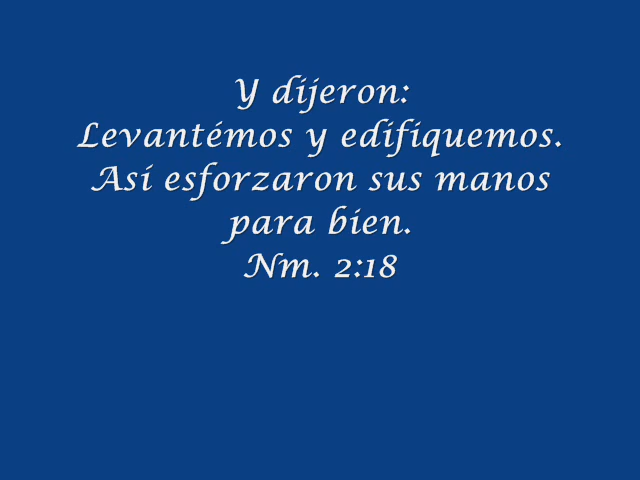 Y dijeron:
Levantémos y edifiquemos.
Así esforzaron sus manos
para bien.
Nm. 2:18